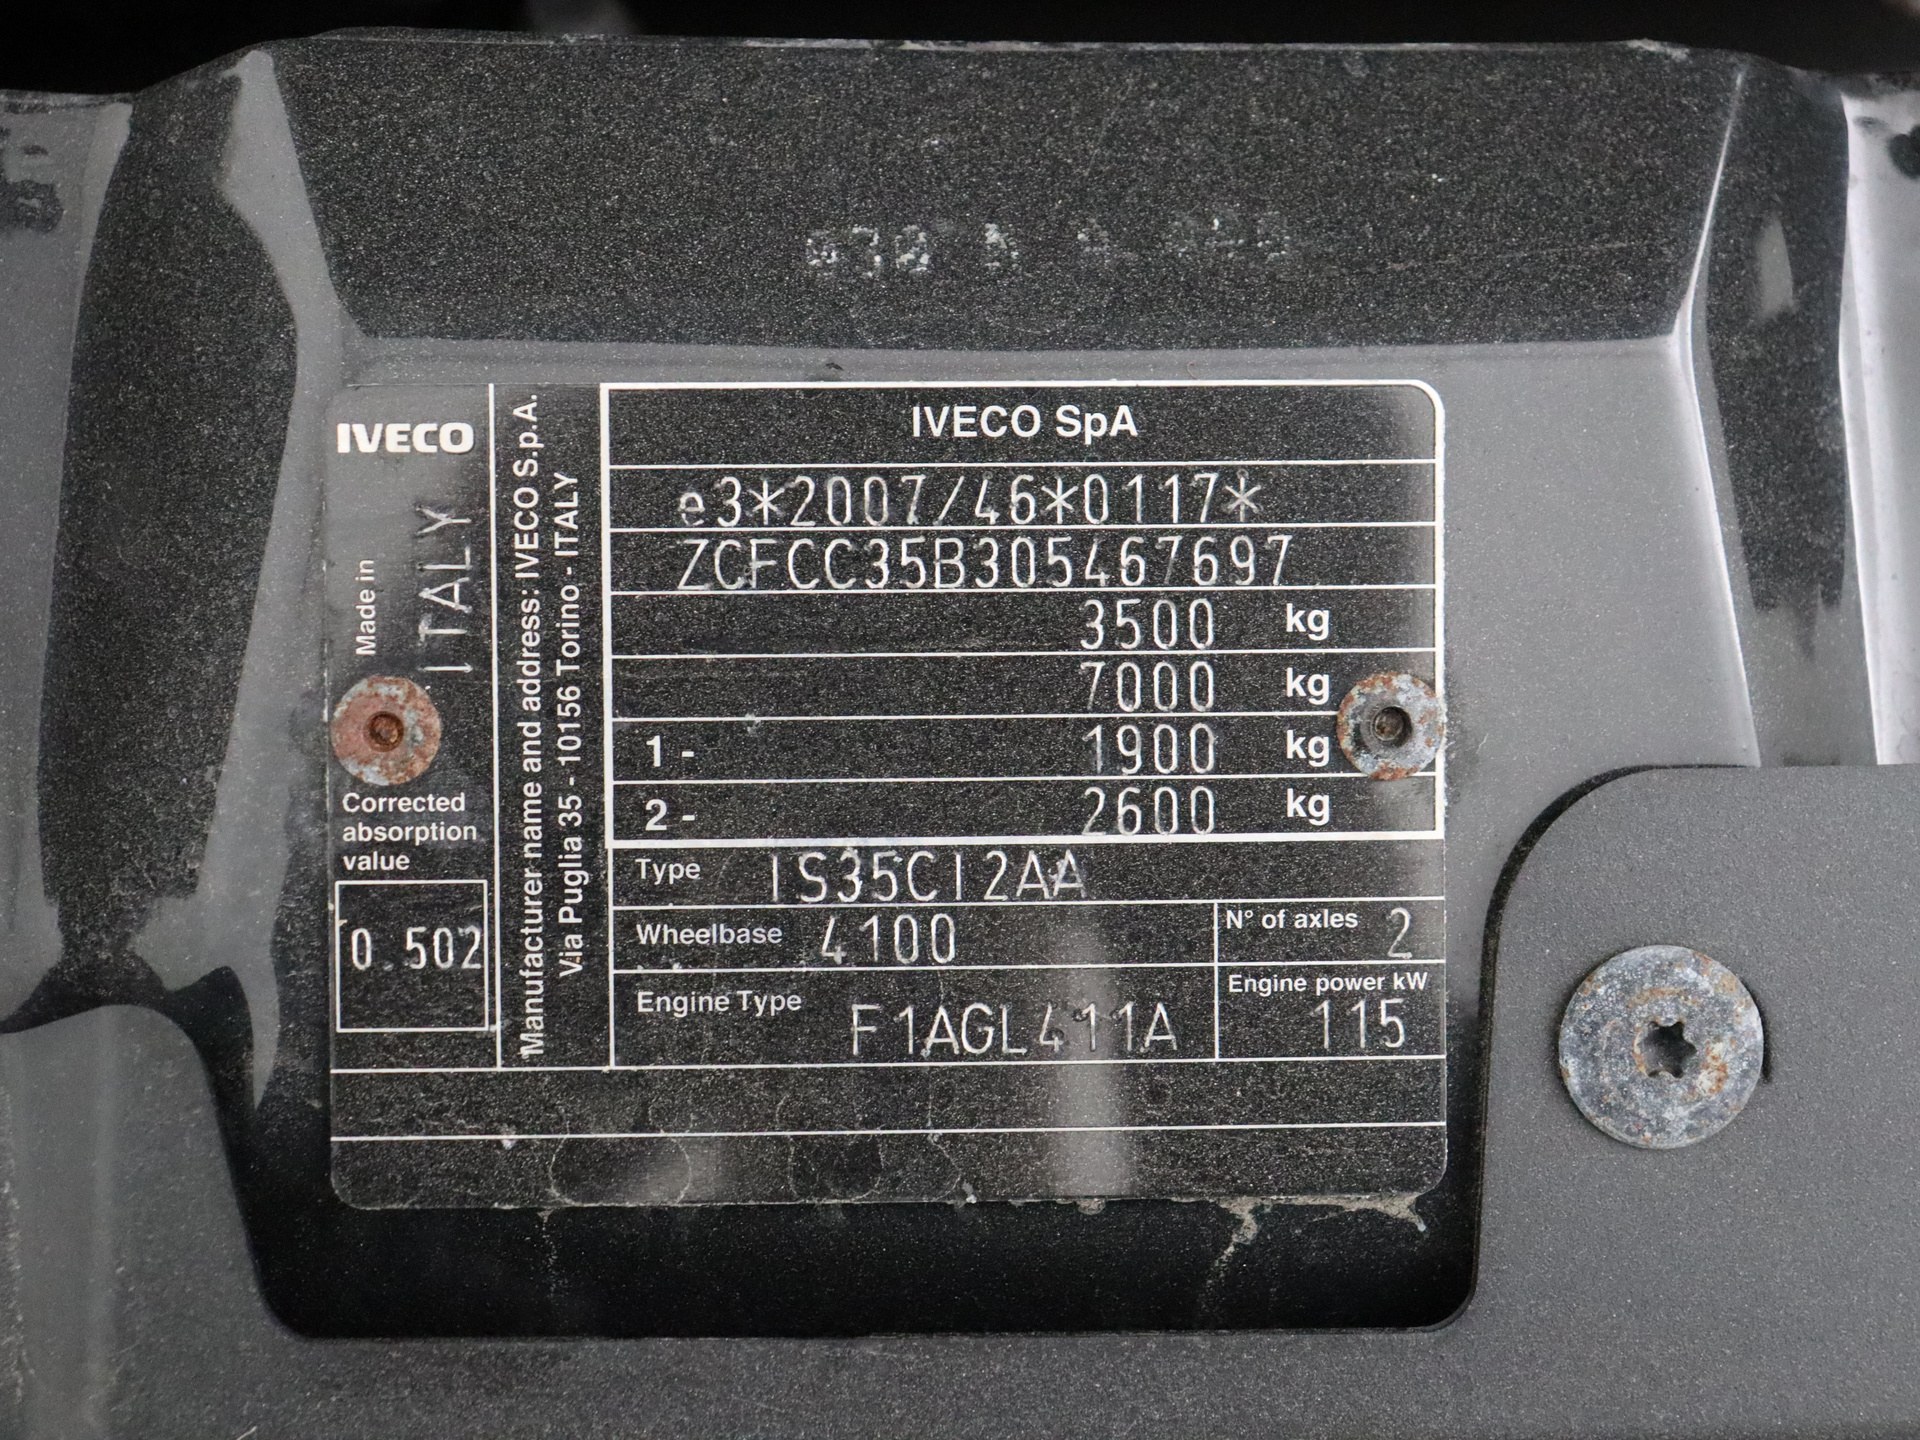 IVECO
Made in ITALY
Corrected
absorption
value
0.502
Manufacturer name and address: IVECO S.p.A.
Via Puglia 35 - 10156 Torino - ITALY
IVECO SpA
e3*2007/46*0117*
ZCFCC35B305467697
3500 kg
7000 kg
1 - 1900 kg
2 - 2600 kg
Type IS35CI2AA
Wheelbase 4100
N° of axles 2
Engine Type F1AGL411A
Engine power kW
115